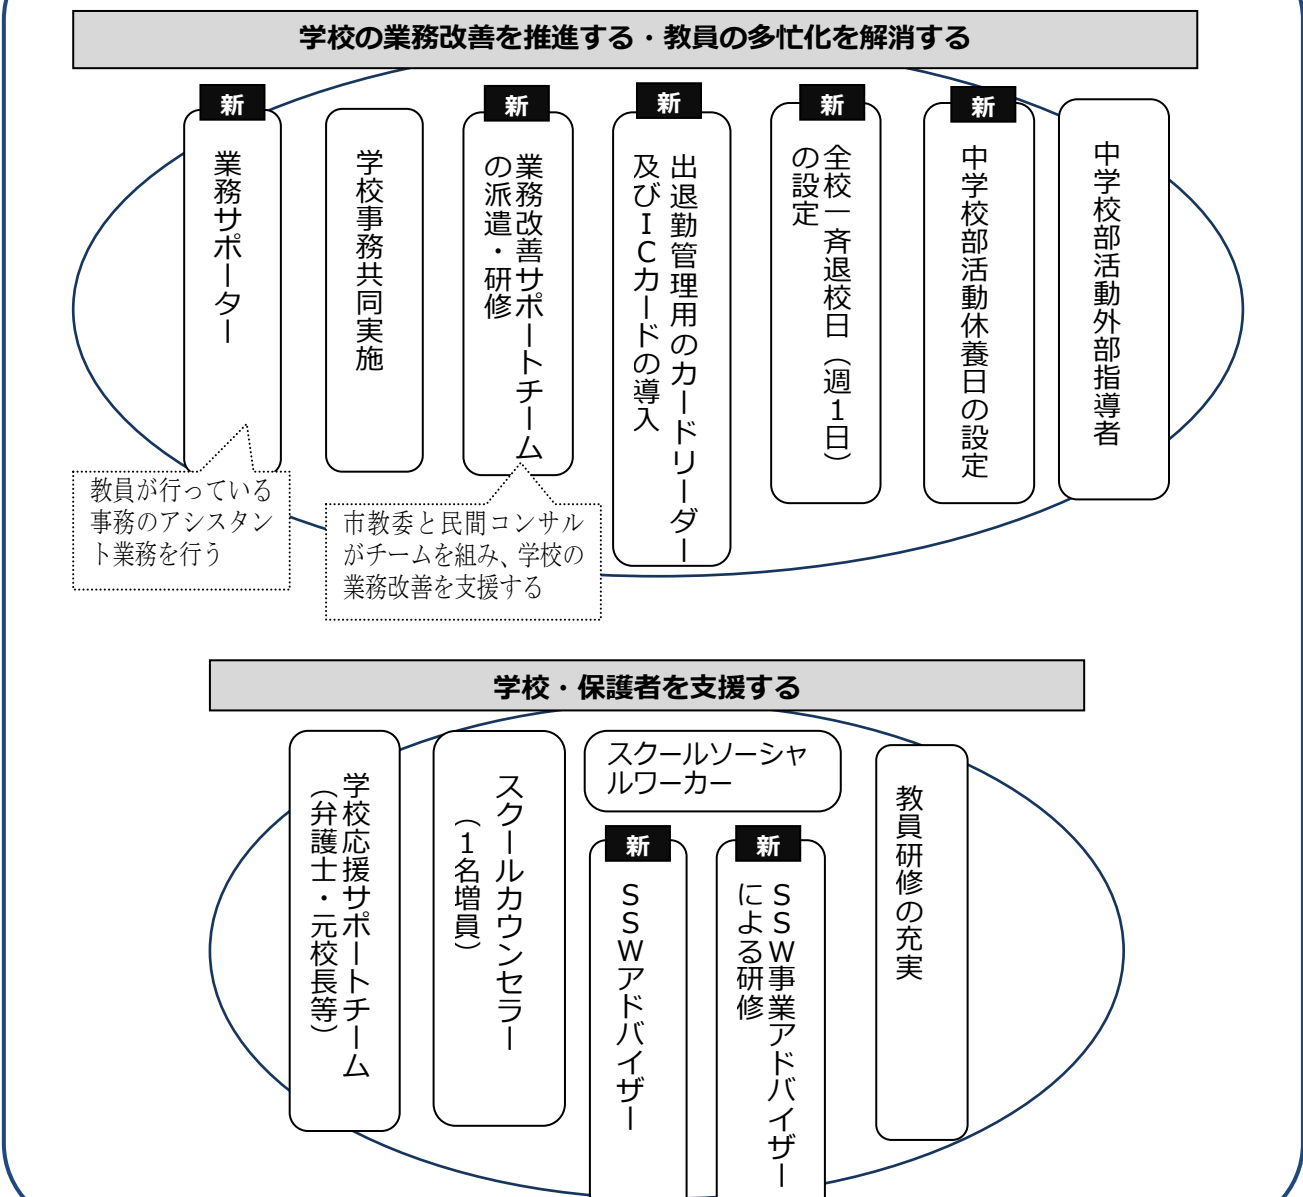 学校の業務改善を推進する・教員の多忙化を解消する
新
業務サポーター
学校事務共同実施
新
業務改善サポートチーム
の派遣・研修
新
出退勤管理用のカードリーダー
及びICカードの導入
新
全校一斉退校日（週1日）
の設定
新
中学校部活動休養日の設定
中学校部活動外部指導者
教員が行っている
事務のアシスタン
ト業務を行う
市教委と民間コンサル
がチームを組み、学校の
業務改善を支援する
学校・保護者を支援する
学校応援サポートチーム
（弁護士・元校長等）
スクールカウンセラー
（1名増員）
スクールソーシャ
ルワーカー
新
SSWアドバイザー
新
SSW事業アドバイザー
による研修
教員研修の充実